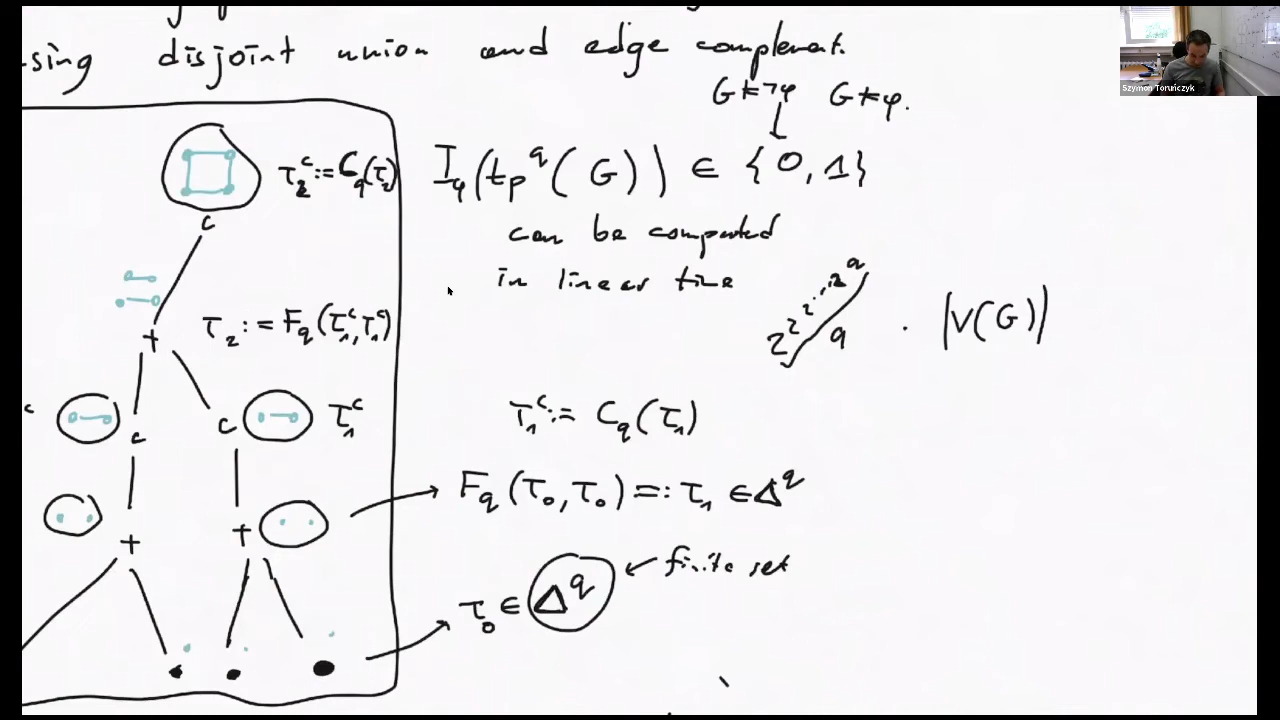 sing disjoint union and edge complement.
G ⊭ ¬φ G ⊭ φ.
Szymon Toruńczyk
τ₂ᶜ := C_q(τ₂)
I_φ(tp^q(G)) ∈ {0,1}
c
can be computed
in linear time
+
τ₂ := F_q(τ₁ᶜ,τ₁ᶜ)
2^2^2^...^2^q
q
· |V(G)|
c
c
c
τ₁ᶜ
τ₁ᶜ := C_q(τ₁)
F_q(τ₀,τ₀) =: τ₁ ∈ Δ^q
+
+
τ₀ ∈ Δ^q ← finite set